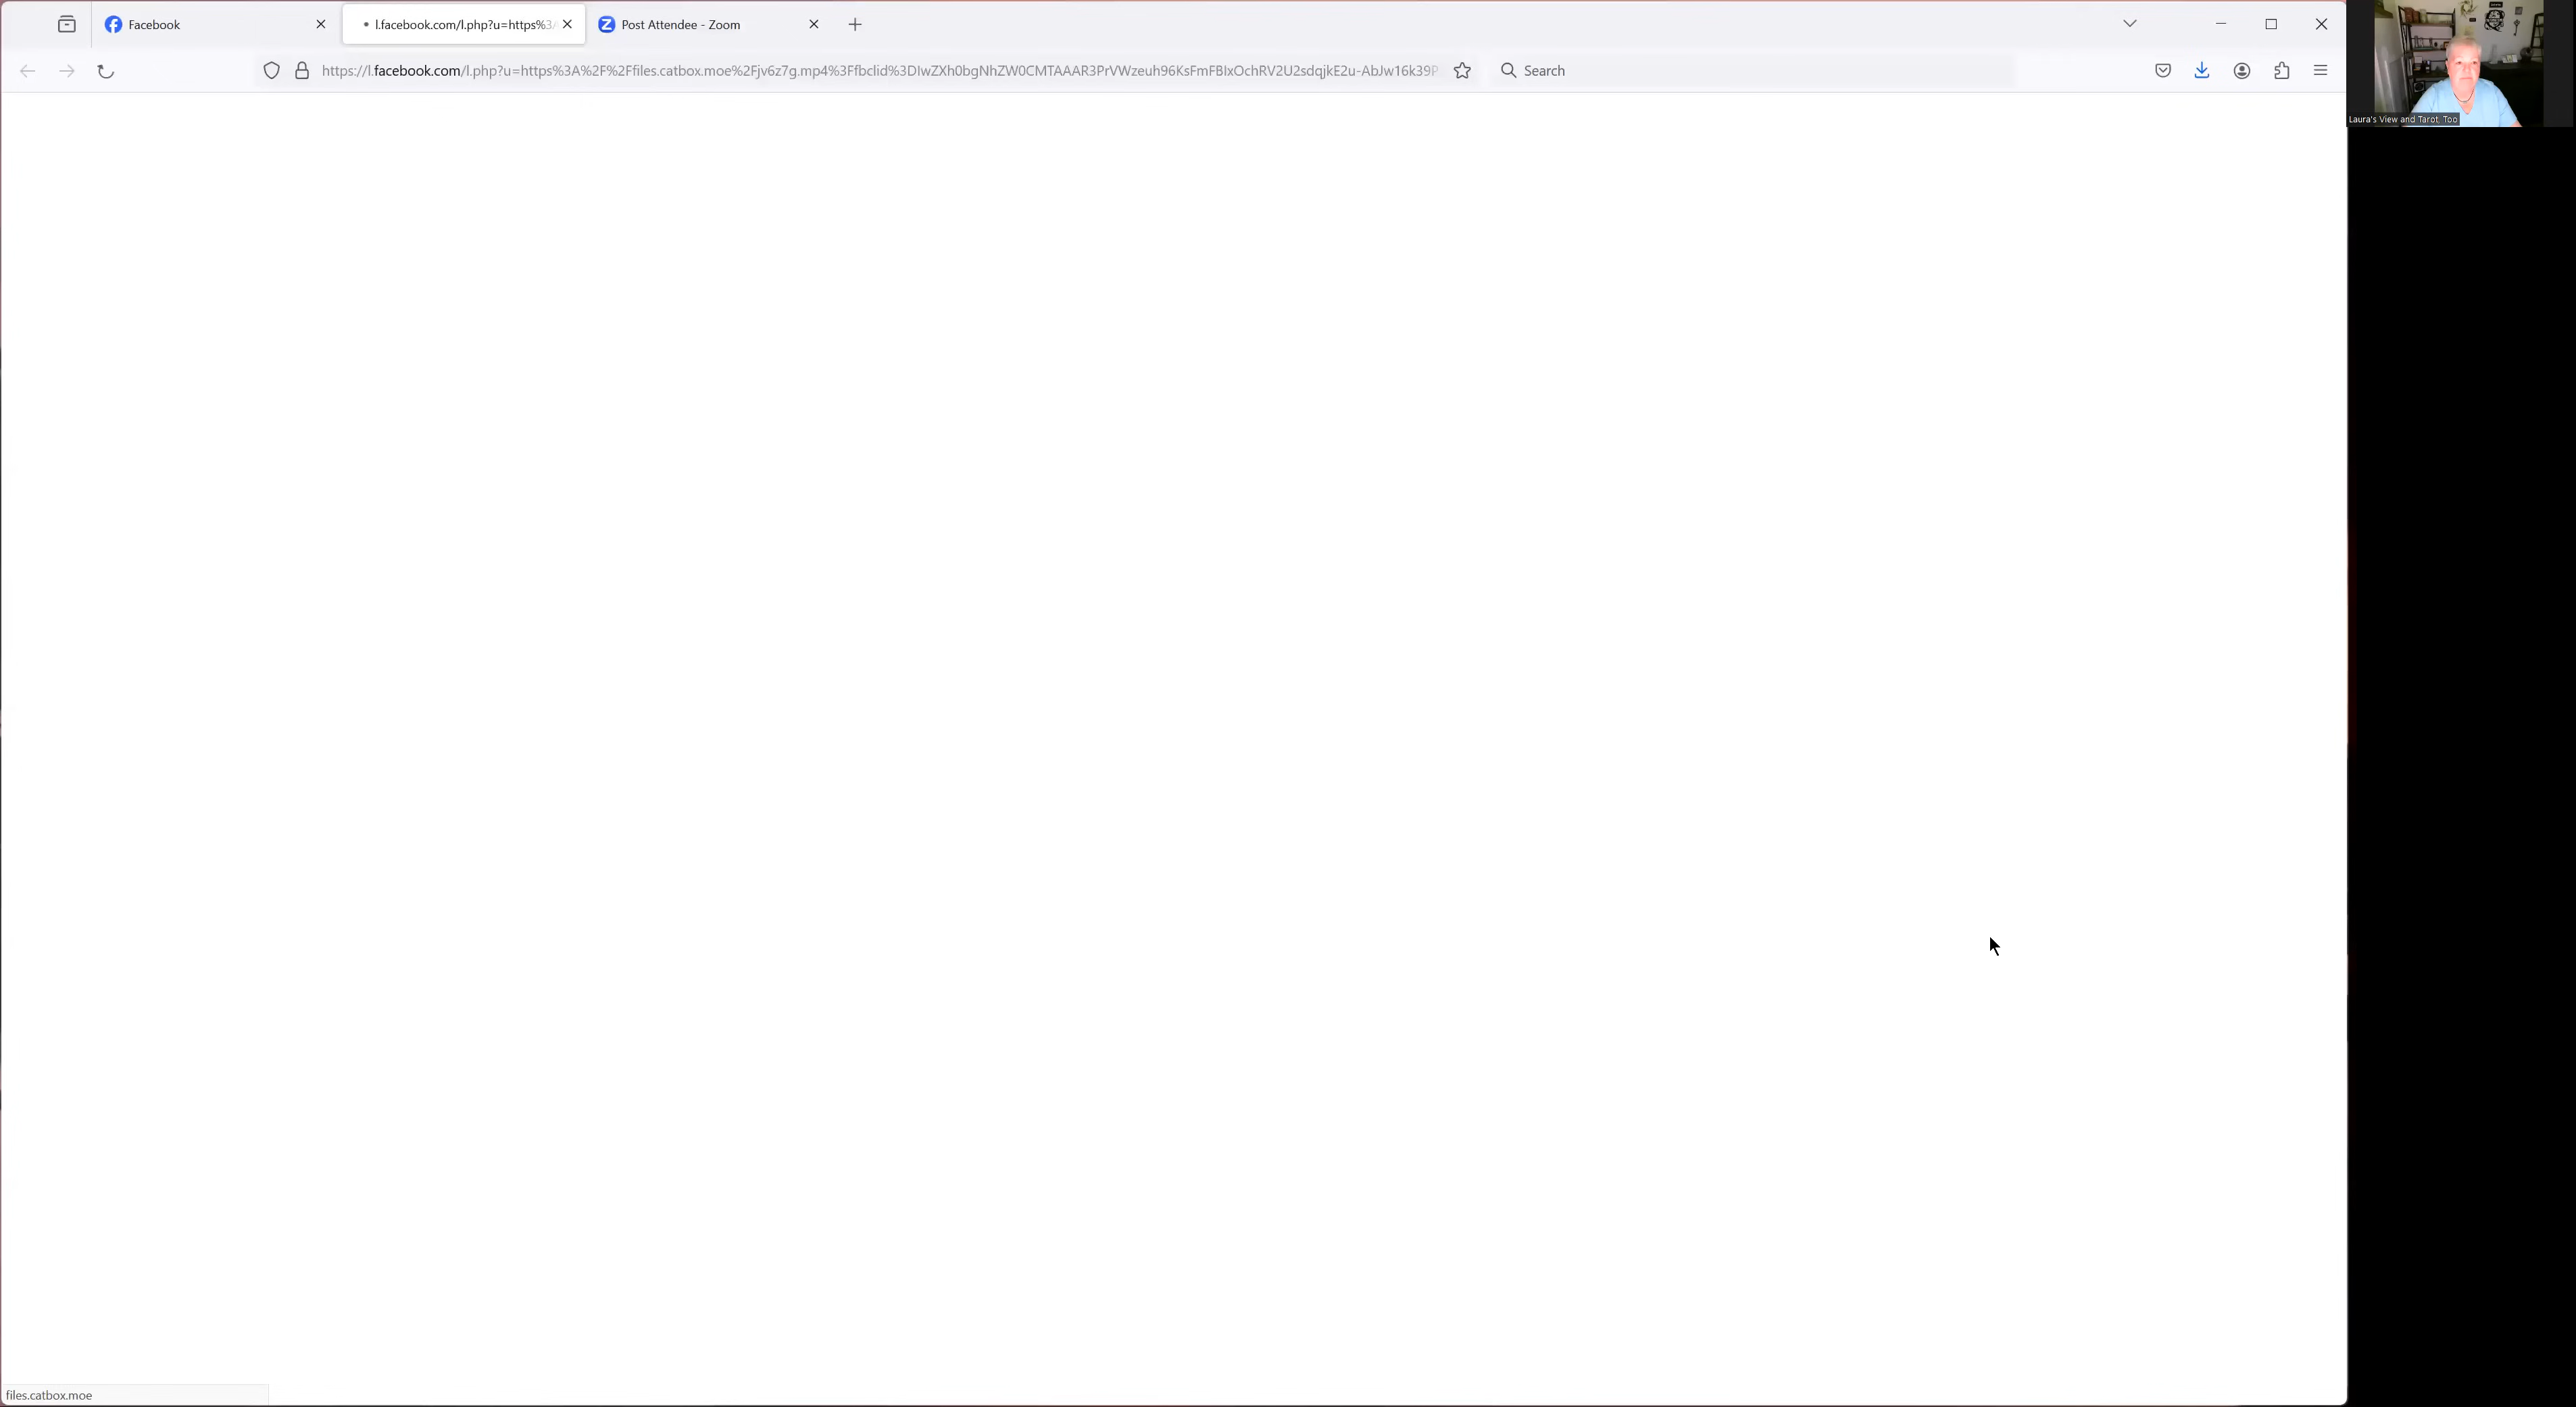 Facebook
l.facebook.com/l.php?u=https%3A
Post Attendee - Zoom
https://l.facebook.com/l.php?u=https%3A%2F%2Ffiles.catbox.moe%2Fjv6z7g.mp4%3Ffbclid%3DIwZXh0bgNhZW0CMTAAAR3PrVWzeuh96KsFmFBIxOchRV2U2sdqjkE2u-AbJw16k39P
Search
Laura's View and Tarot, Too
files.catbox.moe